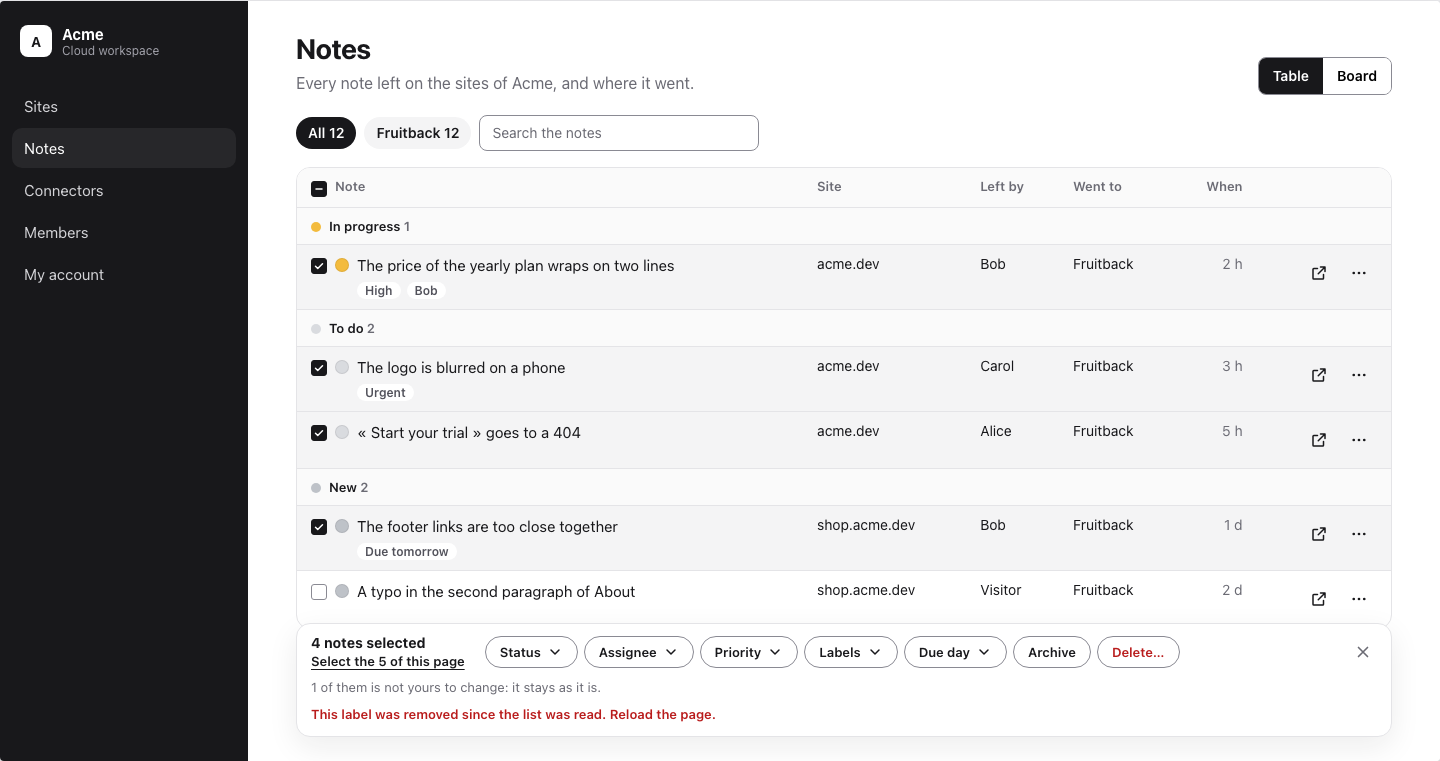 A
Acme
Cloud workspace
Sites
Notes
Connectors
Members
My account
Notes
Every note left on the sites of Acme, and where it went.
Table Board
All 12 Fruitback 12 Search the notes
Note Site Left by Went to When
In progress 1
The price of the yearly plan wraps on two lines acme.dev Bob Fruitback 2 h
High Bob
To do 2
The logo is blurred on a phone acme.dev Carol Fruitback 3 h
Urgent
« Start your trial » goes to a 404 acme.dev Alice Fruitback 5 h
New 2
The footer links are too close together shop.acme.dev Bob Fruitback 1 d
Due tomorrow
A typo in the second paragraph of About shop.acme.dev Visitor Fruitback 2 d
4 notes selected
Select the 5 of this page
Status Assignee Priority Labels Due day Archive Delete...
1 of them is not yours to change: it stays as it is.
This label was removed since the list was read. Reload the page.